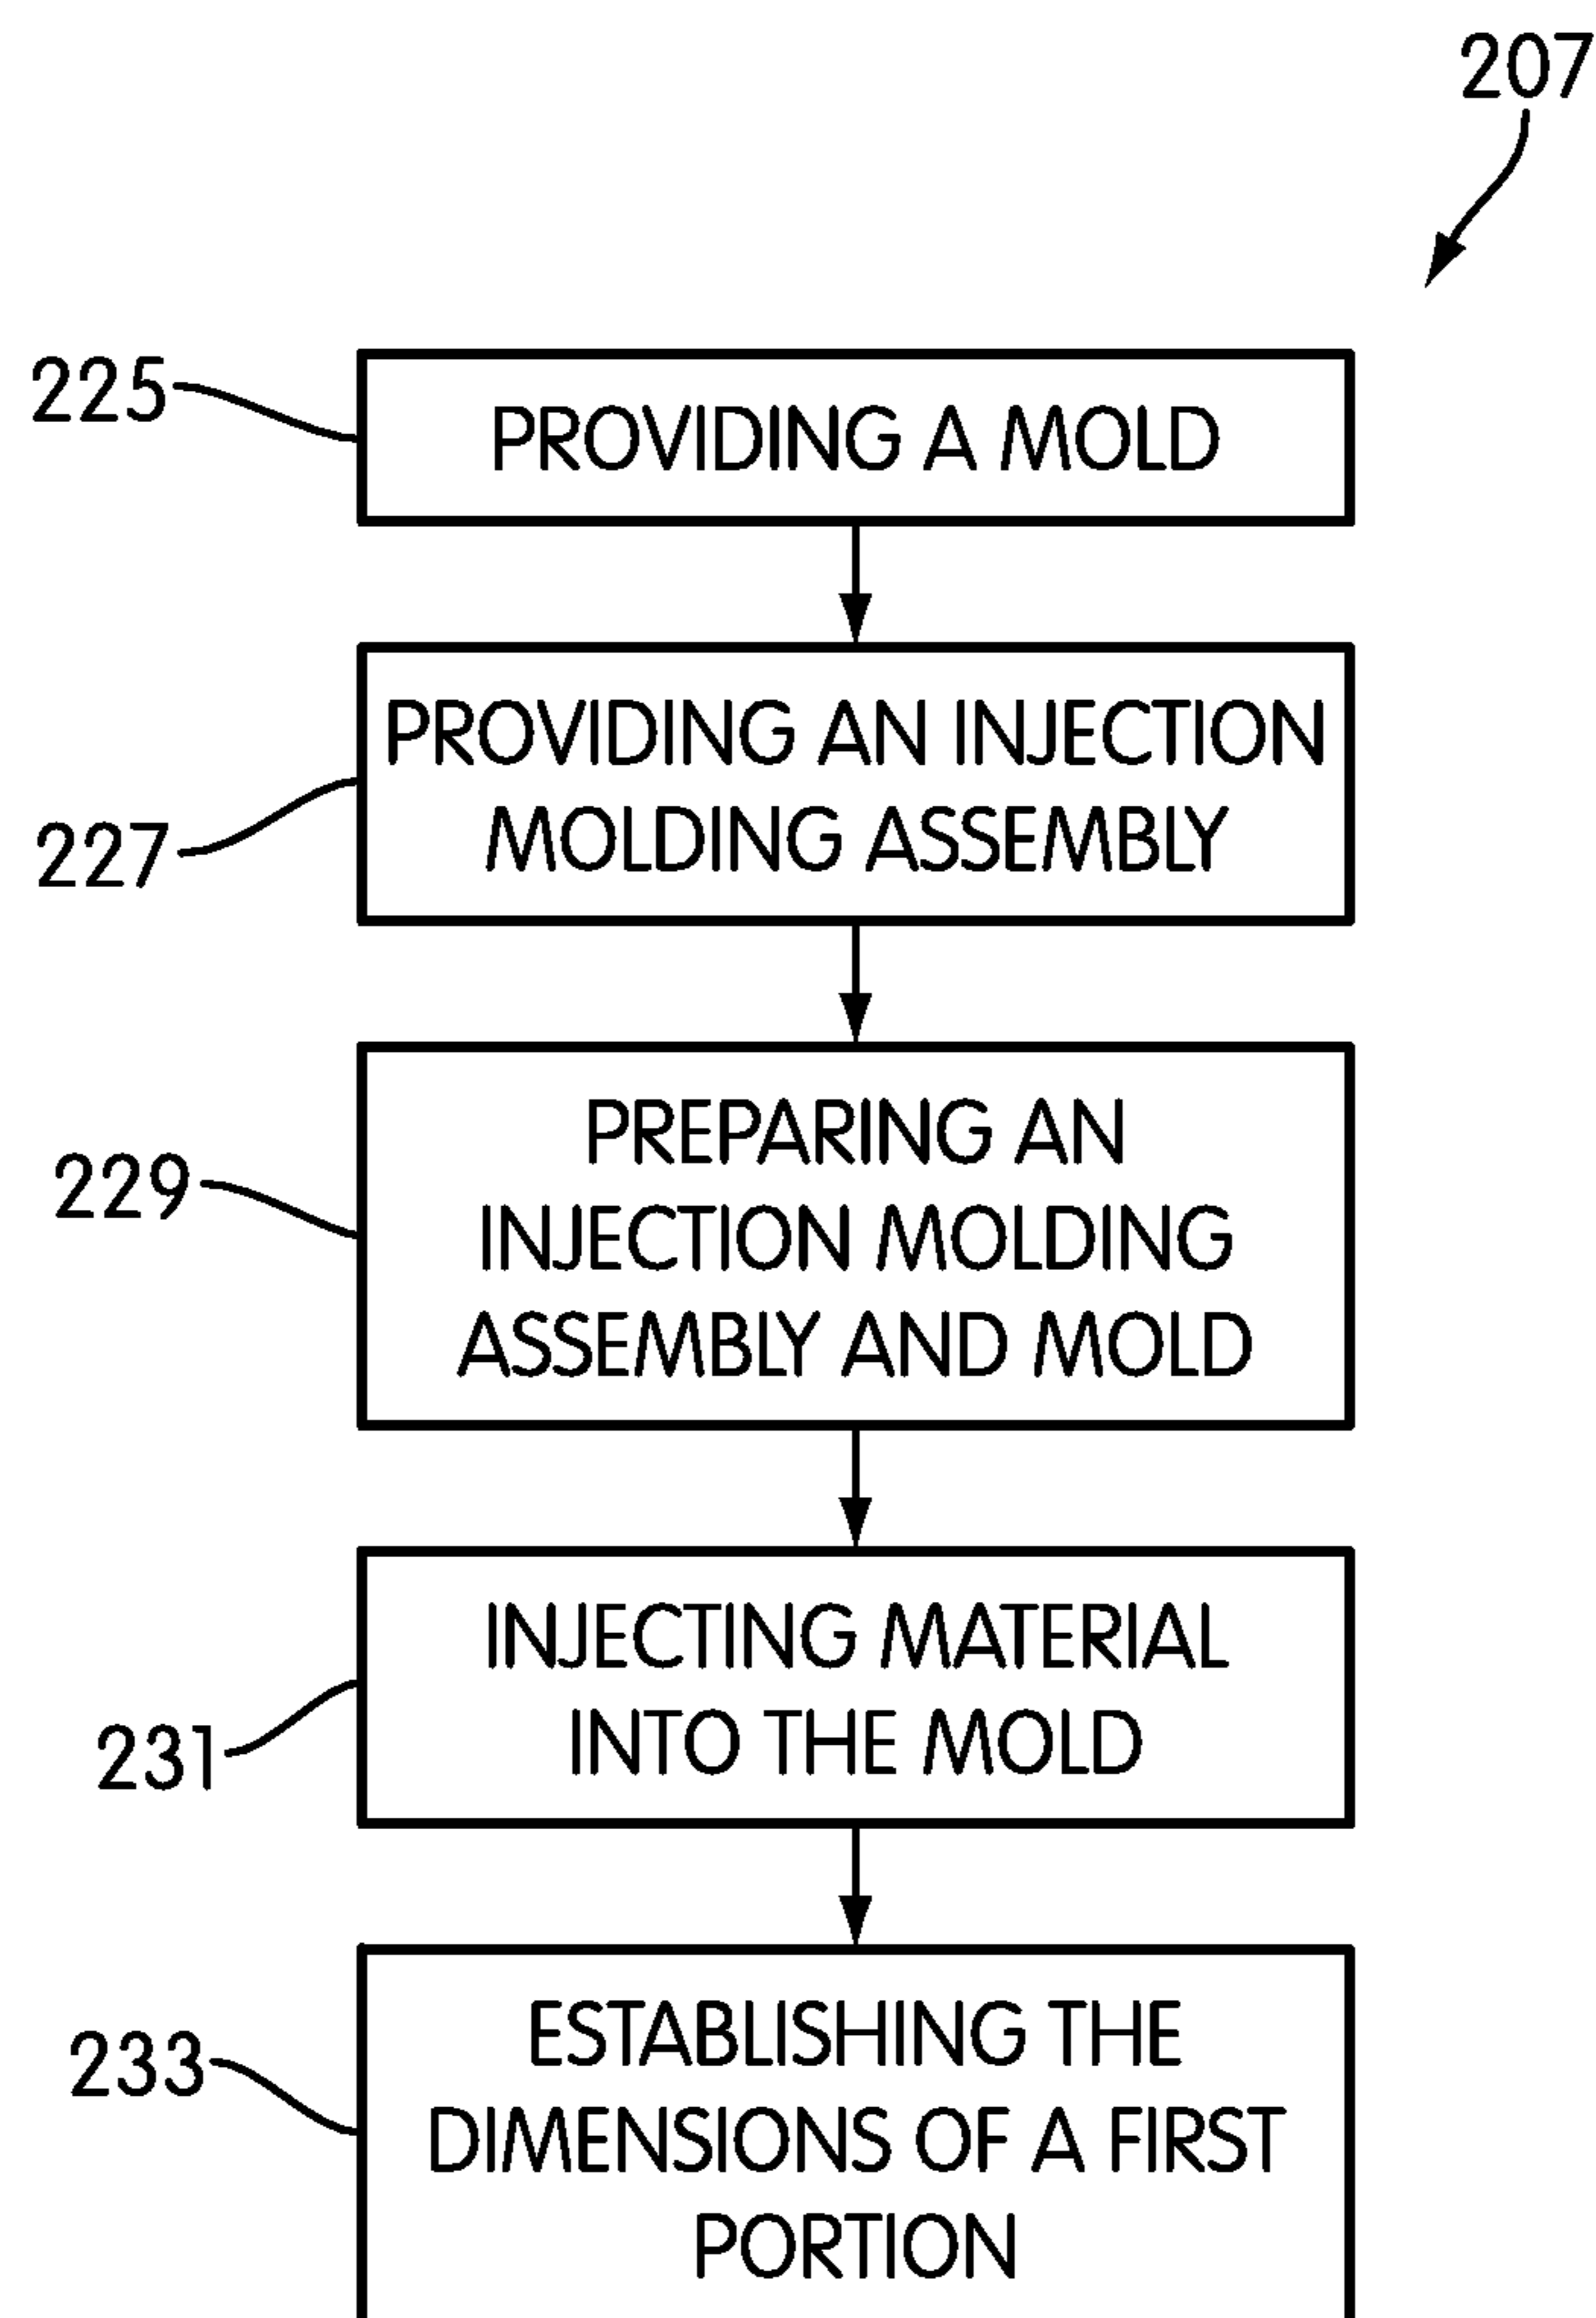 207
225
PROVIDING A MOLD
PROVIDING AN INJECTION
MOLDING ASSEMBLY
227
PREPARING AN
INJECTION MOLDING
ASSEMBLY AND MOLD
229
INJECTING MATERIAL
INTO THE MOLD
231
ESTABLISHING THE
DIMENSIONS OF A FIRST
PORTION
233